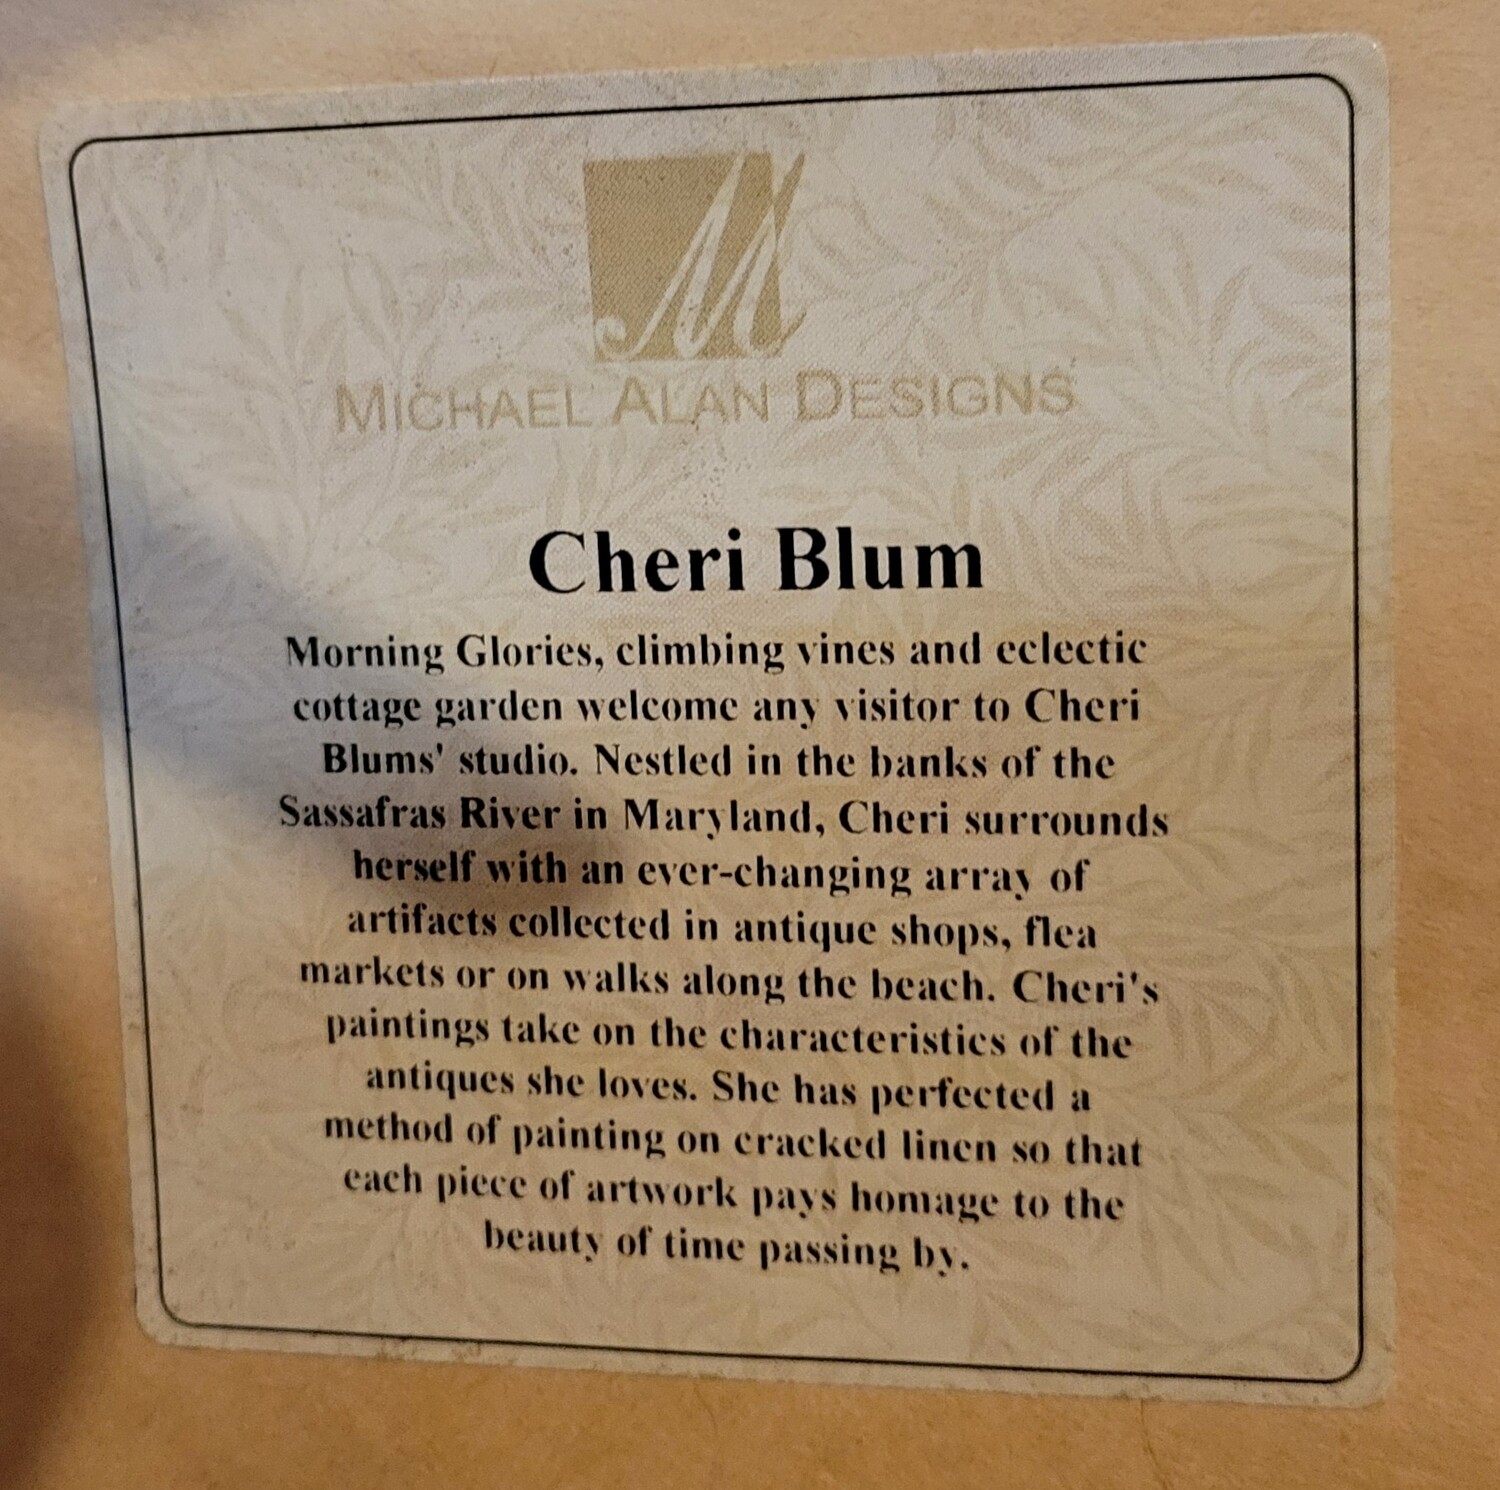 M
MICHAEL ALAN DESIGNS
Cheri Blum
Morning Glories, climbing vines and eclectic
cottage garden welcome any visitor to Cheri
Blums' studio. Nestled in the banks of the
Sassafras River in Maryland, Cheri surrounds
herself with an ever-changing array of
artifacts collected in antique shops, flea
markets or on walks along the beach. Cheri's
paintings take on the characteristics of the
antiques she loves. She has perfected a
method of painting on cracked linen so that
each piece of artwork pays homage to the
beauty of time passing by.